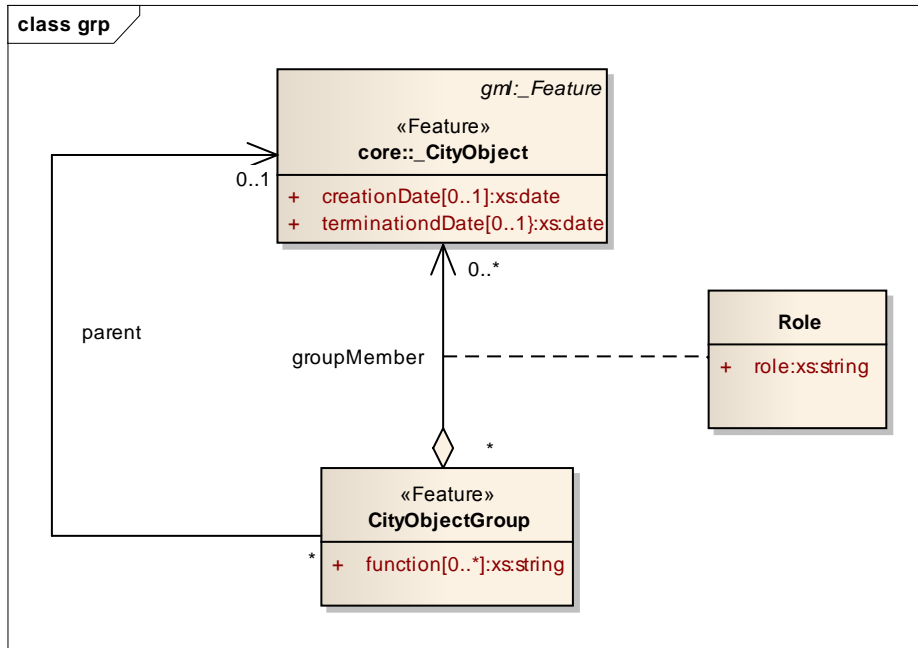 class grp
gml:_Feature
«Feature»
core::_CityObject
+ creationDate[0..1]:xs:date
+ terminationdDate[0..1}:xs:date
0..1
0..*
parent
groupMember
Role
+ role:xs:string
*
«Feature»
CityObjectGroup
*
+ function[0..*]:xs:string